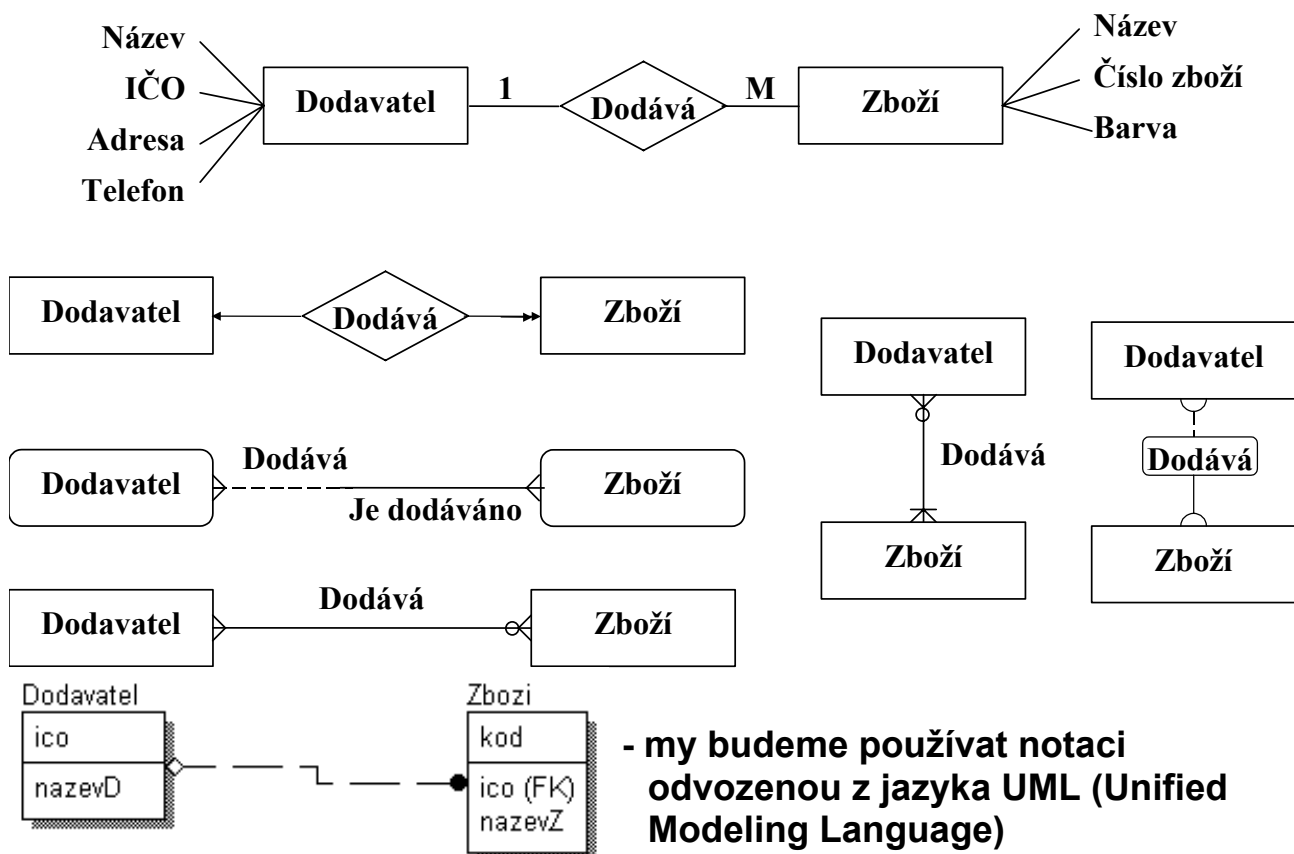 Název
IČO
Adresa
Telefon
Dodavatel
1
Dodává
M
Zboží
Název
Číslo zboží
Barva
Dodavatel
Dodává
Zboží
Dodavatel
Dodává
Je dodáváno
Zboží
Dodavatel
Dodává
Zboží
Dodavatel
Dodává
Zboží
Dodavatel
Dodává
Zboží
Dodavatel
ico
nazevD
Zbozi
kod
ico (FK)
nazevZ
- my budeme používat notaci
odvozenou z jazyka UML (Unified
Modeling Language)